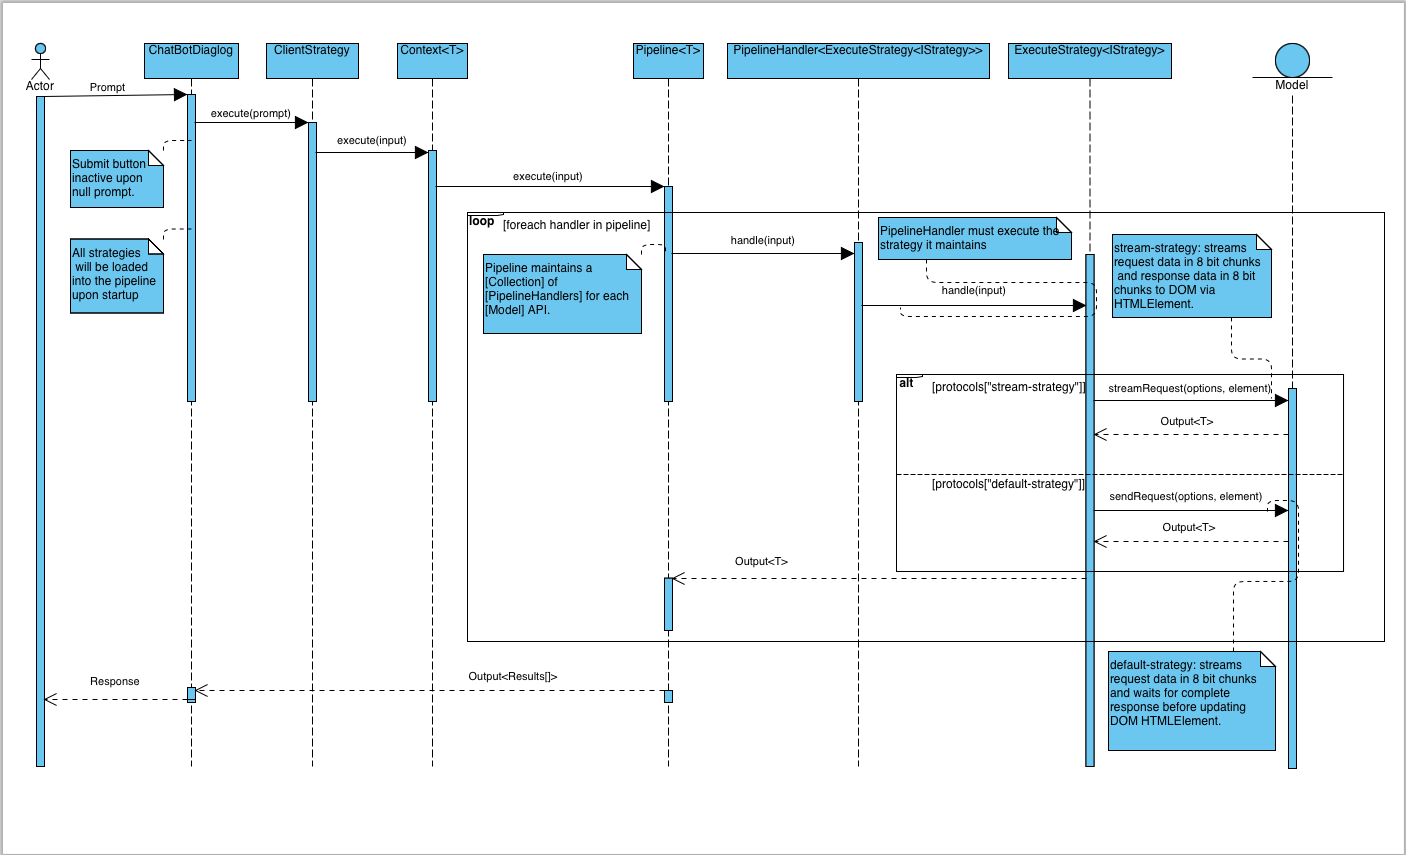 ChatBotDiaglog
ClientStrategy
Context<T>
Pipeline<T>
PipelineHandler<ExecuteStrategy<IStrategy>>
ExecuteStrategy<IStrategy>
Actor
Model
Prompt
execute(prompt)
execute(input)
execute(input)
Submit button
inactive upon
null prompt.
All strategies
will be loaded
into the pipeline
upon startup
loop
[foreach handler in pipeline]
Pipeline maintains a
[Collection] of
[PipelineHandlers] for each
[Model] API.
handle(input)
PipelineHandler must execute the
strategy it maintains
handle(input)
stream-strategy: streams
request data in 8 bit chunks
and response data in 8 bit
chunks to DOM via
HTMLElement.
alt
[protocols["stream-strategy"]]
streamRequest(options, element)
Output<T>
[protocols["default-strategy"]]
sendRequest(options, element)
Output<T>
Output<T>
default-strategy: streams
request data in 8 bit chunks
and waits for complete
response before updating
DOM HTMLElement.
Output<Results[]>
Response